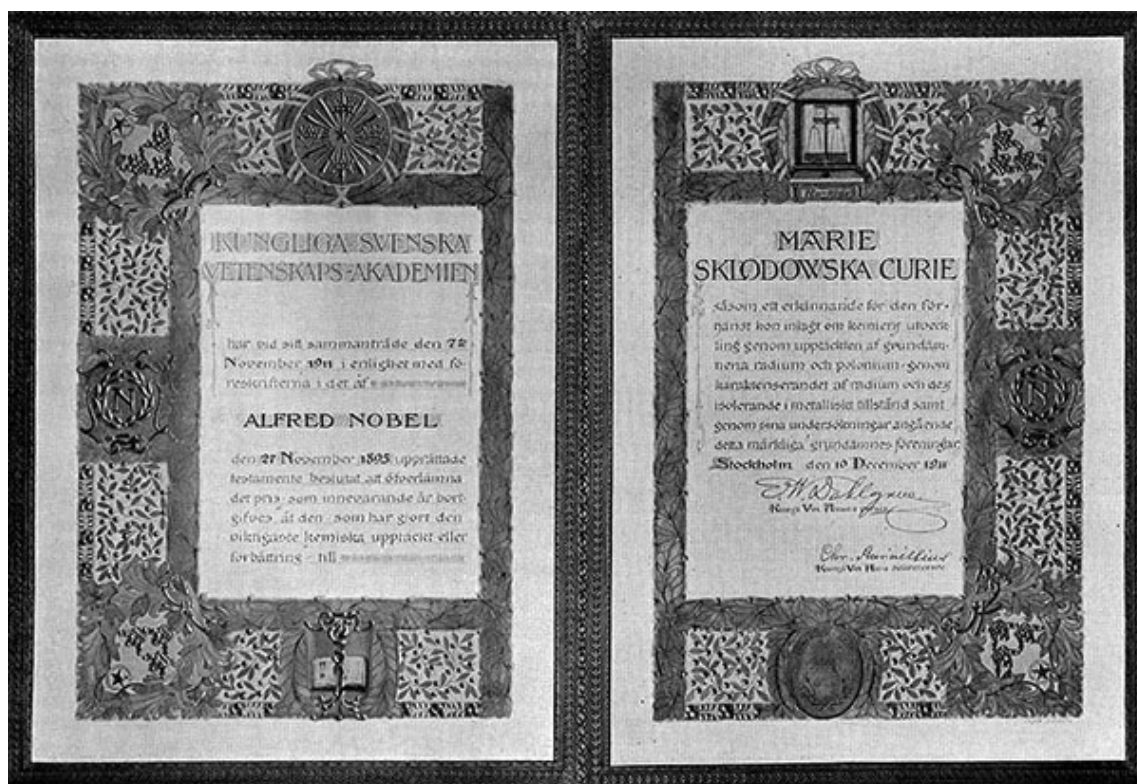 KUNGLIGA SVENSKA
VETENSKAPS-AKADEMIEN
har vid sitt sammanträde den 7de
November 1911 i enlighet med fö-
reskrifterna i det af
ALFRED NOBEL
den 27 November 1895 upprättade
testamente beslutat att öfverlämna
det pris som innevarande år bort-
gifves åt den som har gjort den
viktigaste kemiska upptäckt eller
förbättring till
N
MARIE
SKLODOWSKA CURIE
såsom ett erkännande för den för-
tjänst hon inlagt om kemiens utveck-
ling genom upptäckten af grundäm-
nena radium och polonium genom
karakteriserandet af radium och dess
isolerande i metalliskt tillstånd samt
genom sina undersökningar angående
detta märkliga grundämnes föreningar
Stockholm den 10 December 1911
E.W. Dahlgren
N